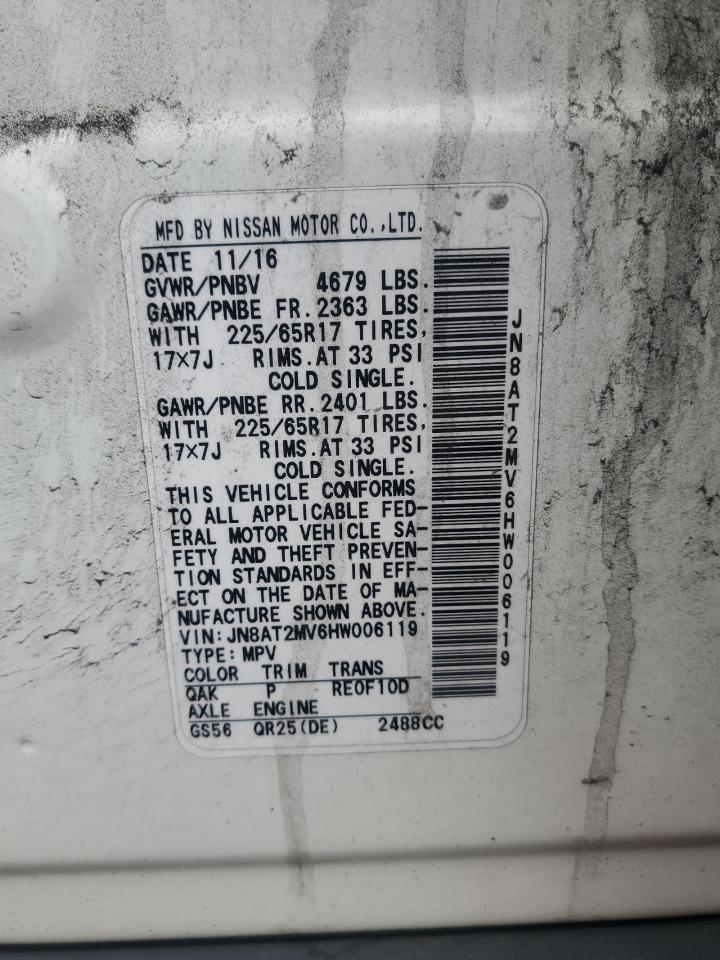 MFD BY NISSAN MOTOR CO.,LTD.
DATE 11/16
GVWR/PNBV 4679 LBS.
GAWR/PNBE FR. 2363 LBS.
WITH 225/65R17 TIRES,
17×7J RIMS. AT 33 PSI
COLD SINGLE.
GAWR/PNBE RR. 2401 LBS.
WITH 225/65R17 TIRES,
17×7J RIMS. AT 33 PSI
COLD SINGLE.
THIS VEHICLE CONFORMS
TO ALL APPLICABLE FED-
ERAL MOTOR VEHICLE SA-
FETY AND THEFT PREVEN-
TION STANDARDS IN EFF-
ECT ON THE DATE OF MA-
NUFACTURE SHOWN ABOVE.
VIN: JN8AT2MV6HW006119
TYPE: MPV
COLOR TRIM TRANS
QAK P RE0F10D
AXLE ENGINE
GS56 QR25(DE) 2488CC
JN8AT2MV6HW006119